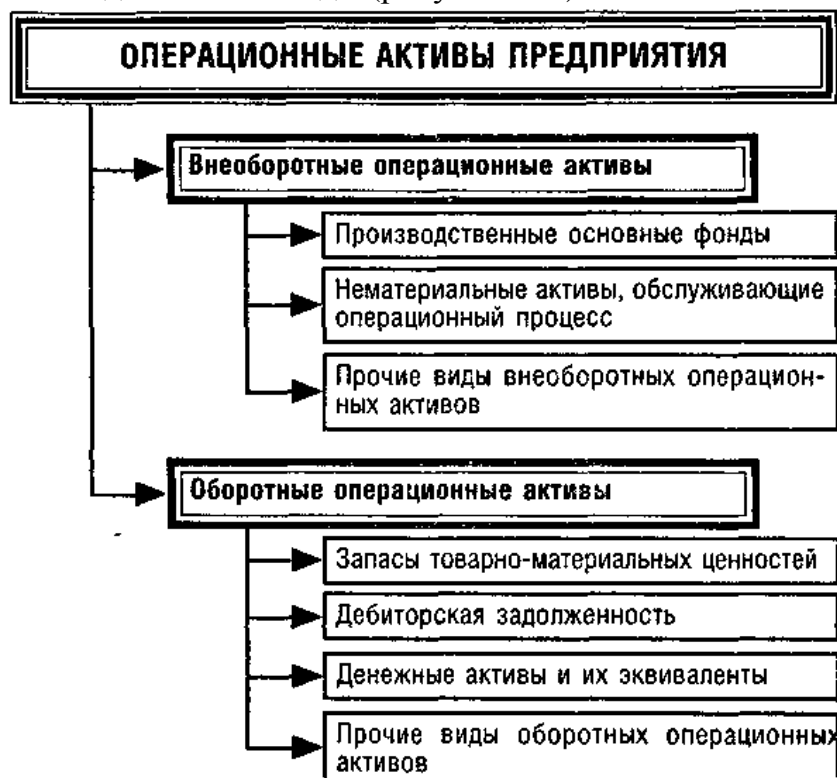 ОПЕРАЦИОННЫЕ АКТИВЫ ПРЕДПРИЯТИЯ
Внеоборотные операционные активы
Производственные основные фонды
Нематериальные активы, обслуживающие
операционный процесс
Прочие виды внеоборотных операцион-
ных активов
Оборотные операционные активы
Запасы товарно-материальных ценностей
Дебиторская задолженность
Денежные активы и их эквиваленты
Прочие виды оборотных операционных
активов